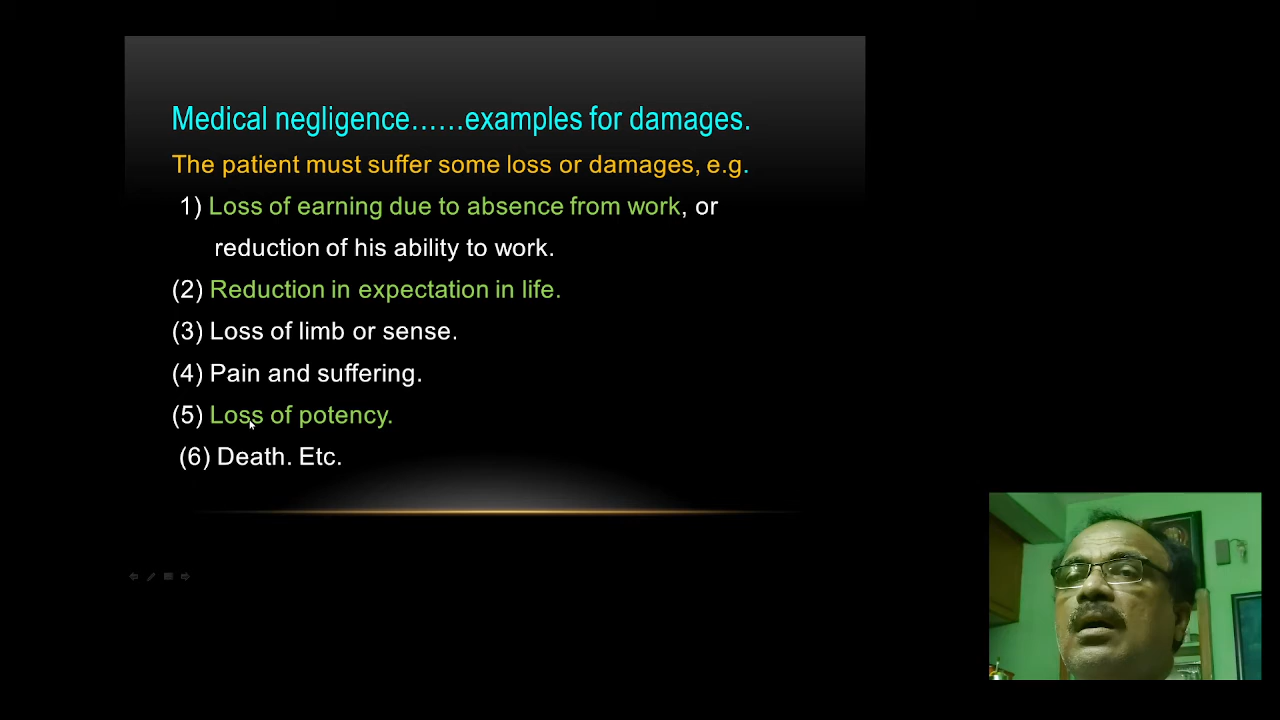 Medical negligence......examples for damages.
The patient must suffer some loss or damages, e.g.
1) Loss of earning due to absence from work, or
reduction of his ability to work.
(2) Reduction in expectation in life.
(3) Loss of limb or sense.
(4) Pain and suffering.
(5) Loss of potency.
(6) Death. Etc.